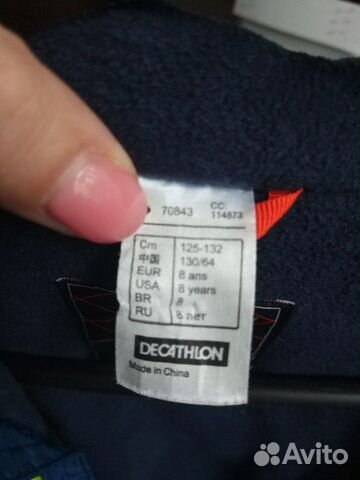 70843 CC: 114873
Cm 125-132
中国 130/64
EUR 8 ans
USA 8 years
BR 8
RU 8 лет
DECATHLON
Made in China
Avito